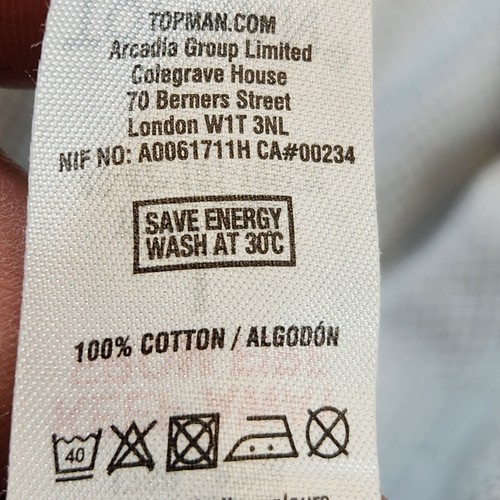 TOPMAN.COM
Arcadia Group Limited
Colegrave House
70 Berners Street
London W1T 3NL
NIF NO: A0061711H CA#00234
SAVE ENERGY
WASH AT 30°C
100% COTTON / ALGODÓN
40